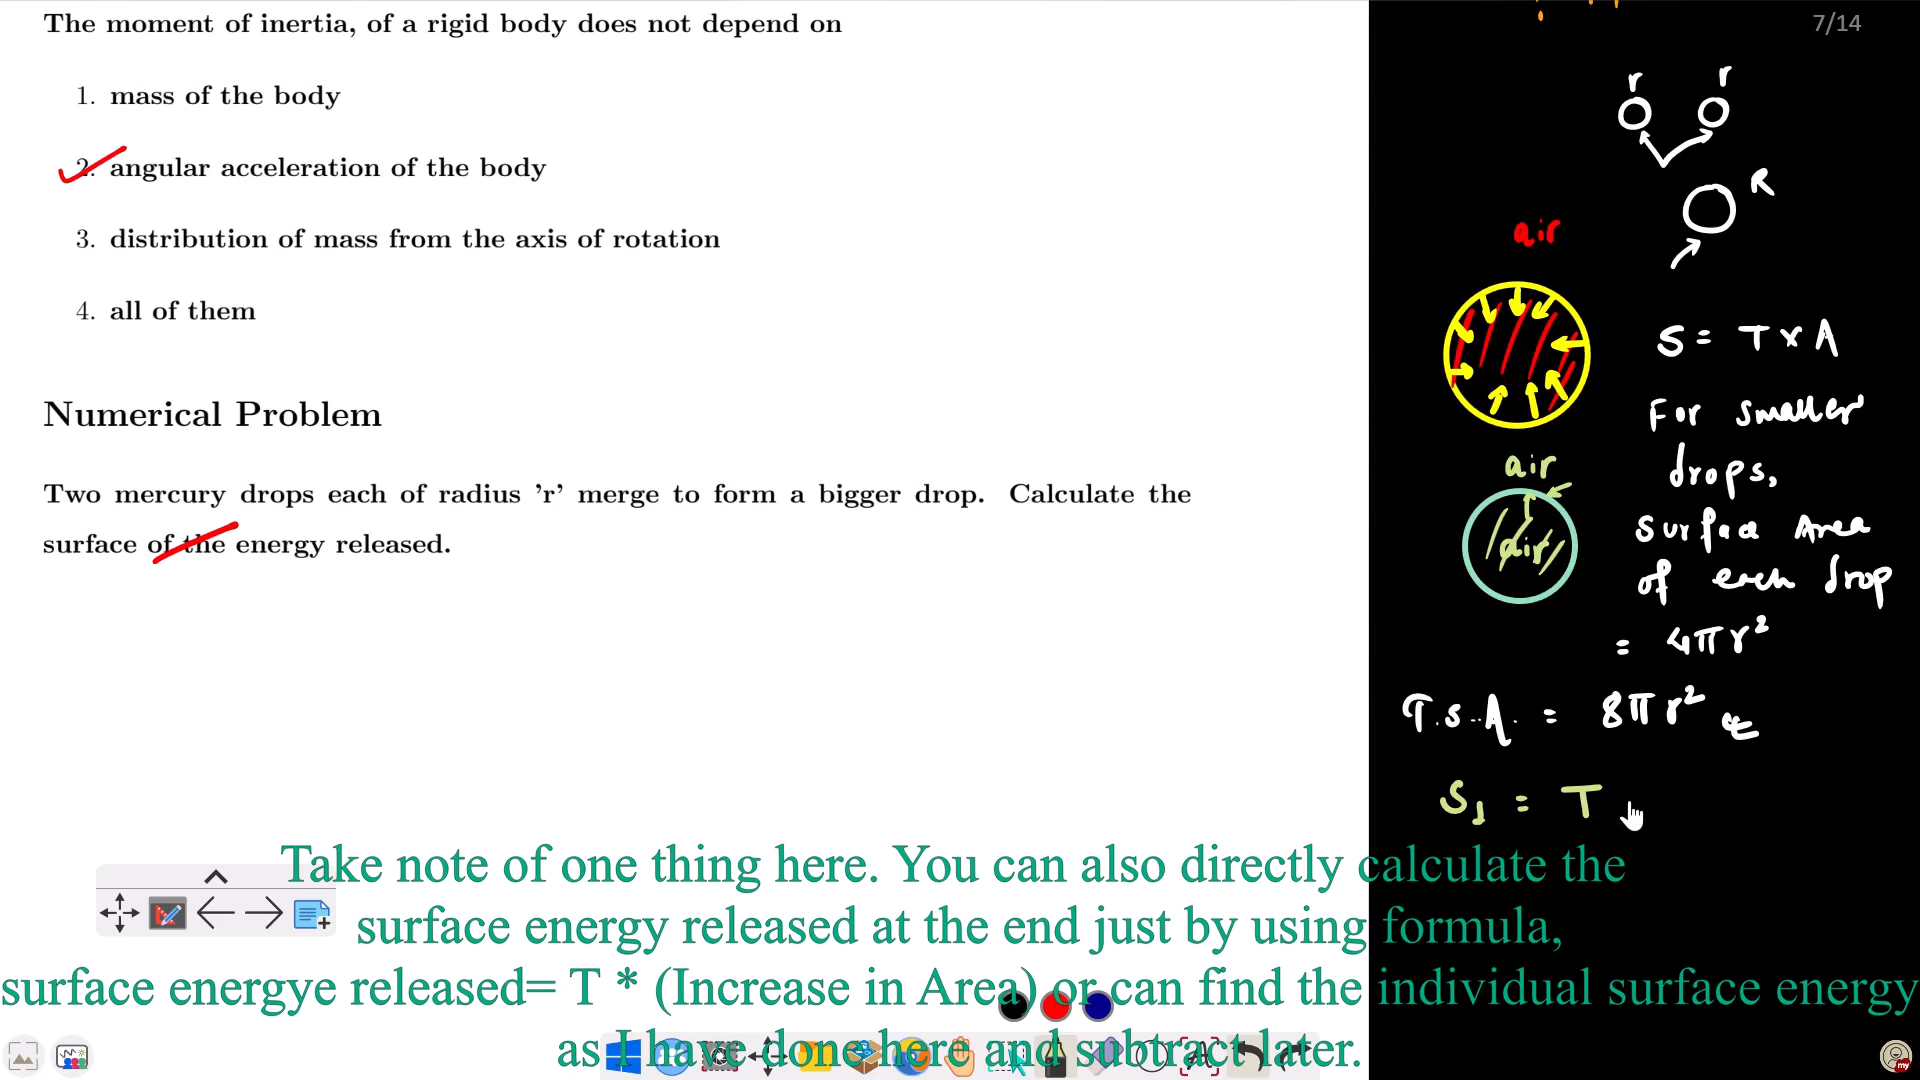 The moment of inertia, of a rigid body does not depend on
1. mass of the body
2. angular acceleration of the body
3. distribution of mass from the axis of rotation
4. all of them
Numerical Problem
Two mercury drops each of radius ’r’ merge to form a bigger drop. Calculate the
surface of the energy released.
7/14
r r
R
air
S = T × A
For smaller
drops,
air
air
Surface Area
of each drop
= 4πr²
T.S.A. = 8πr²
S₁ = T
Take note of one thing here. You can also directly calculate the
surface energy released at the end just by using formula,
surface energye released= T * (Increase in Area) or can find the individual surface energy
as I have done here and subtract later.